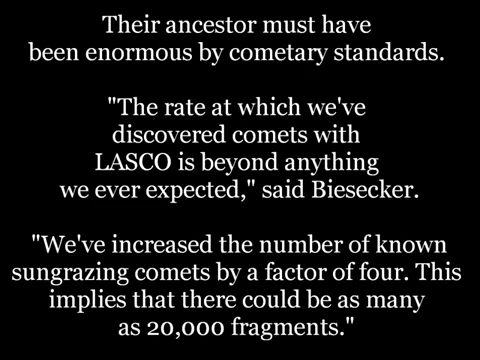 Their ancestor must have
been enormous by cometary standards.
"The rate at which we've
discovered comets with
LASCO is beyond anything
we ever expected," said Biesecker.
"We've increased the number of known
sungrazing comets by a factor of four. This
implies that there could be as many
as 20,000 fragments."